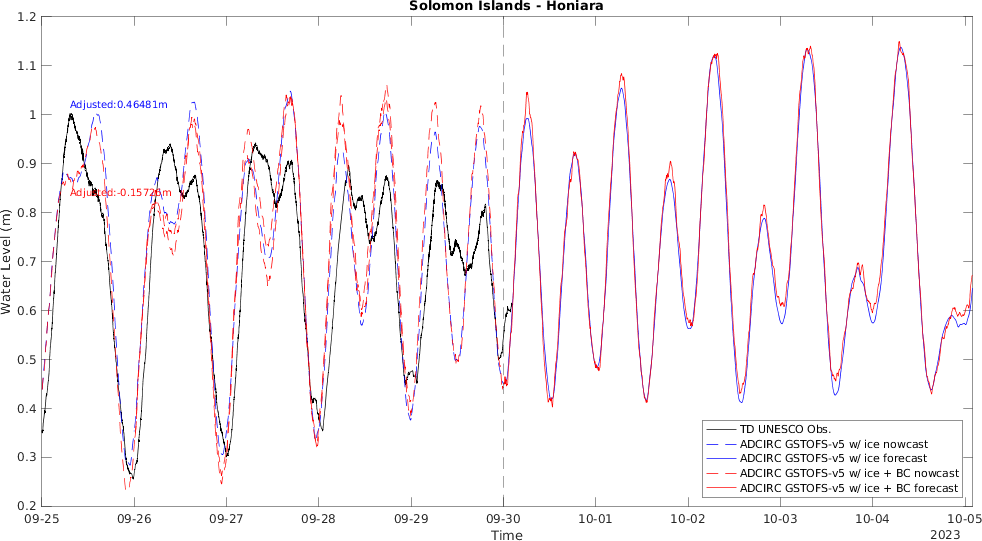 Solomon Islands - Honiara
1.2
1.1
1
0.9
0.8
0.7
0.6
0.5
0.4
0.3
0.2
Water Level (m)
Adjusted:0.46481m
Adjusted:-0.15726m
TD UNESCO Obs.
ADCIRC GSTOFS-v5 w/ ice nowcast
ADCIRC GSTOFS-v5 w/ ice forecast
ADCIRC GSTOFS-v5 w/ ice + BC nowcast
ADCIRC GSTOFS-v5 w/ ice + BC forecast
09-25 09-26 09-27 09-28 09-29 09-30 10-01 10-02 10-03 10-04 10-05
Time
2023